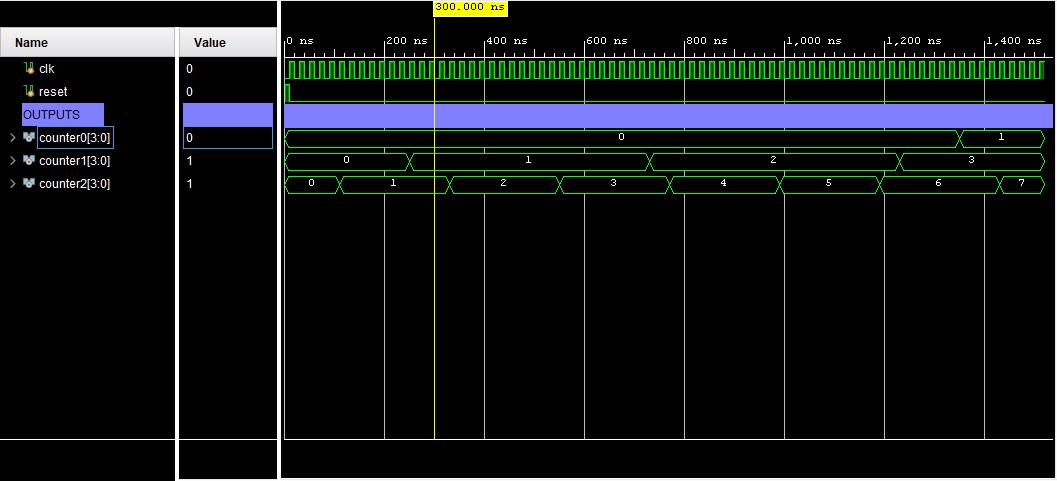 300.000 ns
Name Value
0 ns 200 ns 400 ns 600 ns 800 ns 1,000 ns 1,200 ns 1,400 ns
clk 0
reset 0
OUTPUTS
counter0[3:0] 0 0 1
counter1[3:0] 1 0 1 2 3
counter2[3:0] 1 0 1 2 3 4 5 6 7